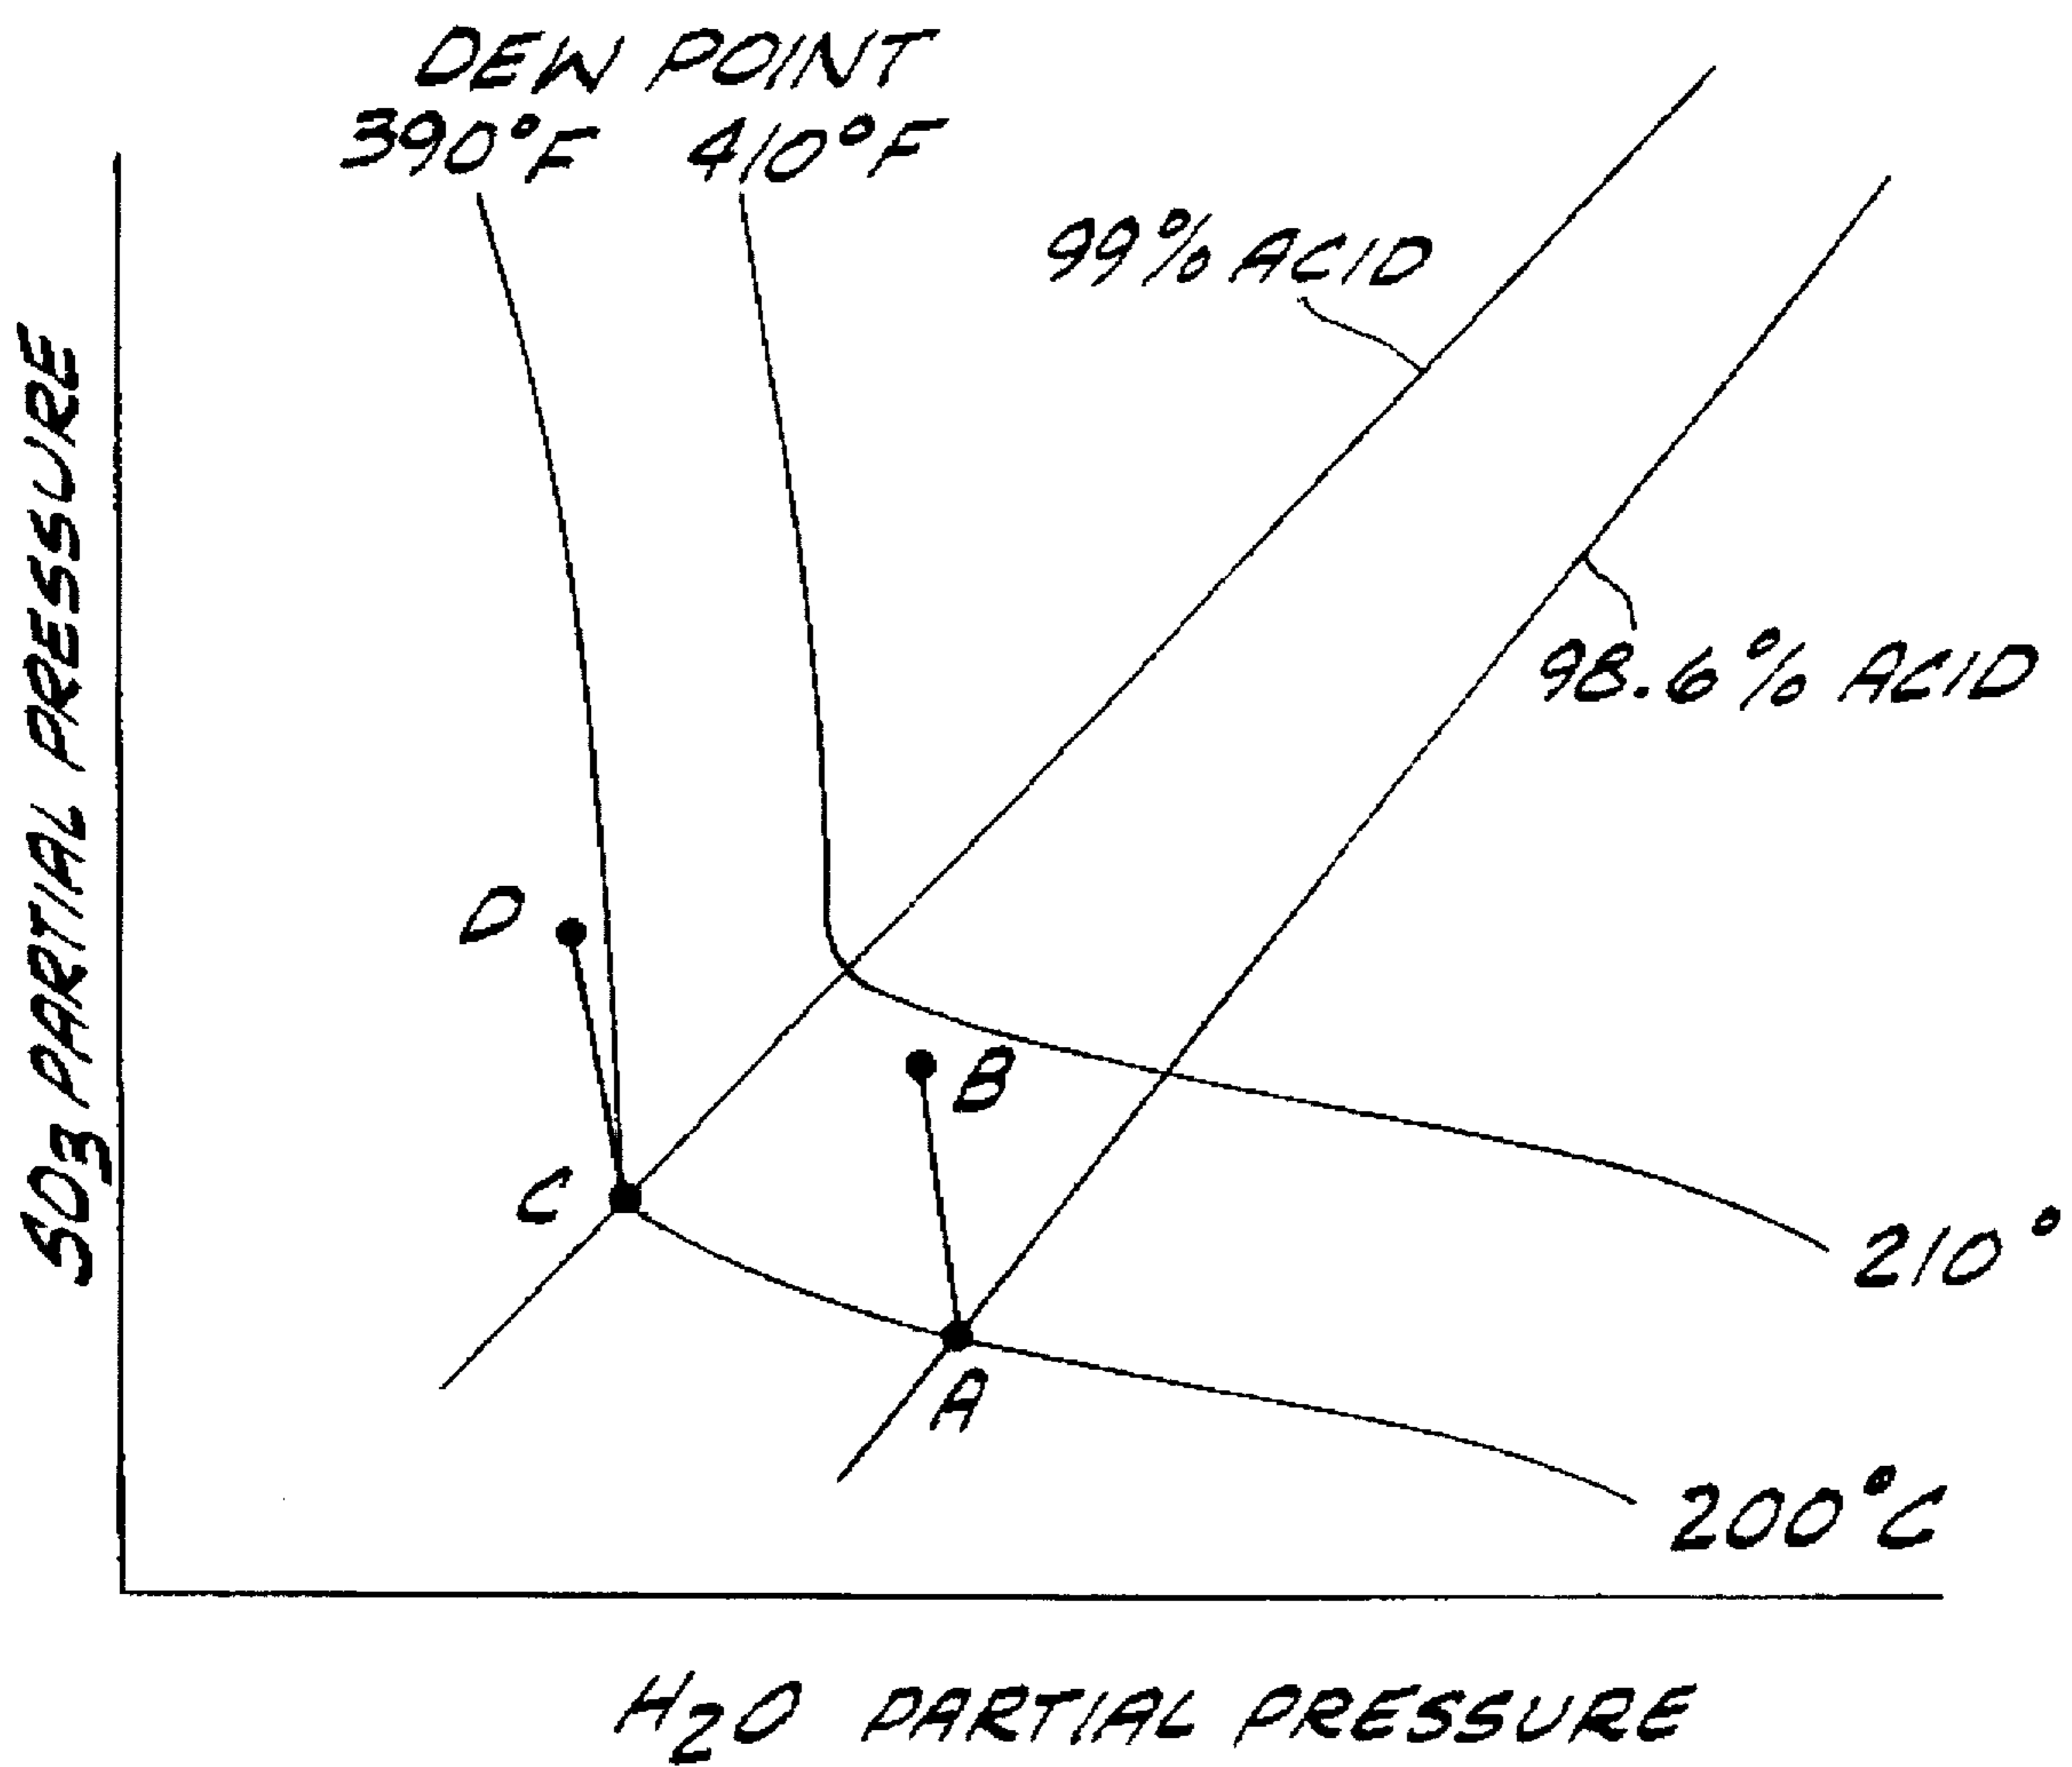 DEW POINT
390°F 410°F
99% ACID
98.6% ACID
SO3 PARTIAL PRESSURE
D
B
C
A
210°
200°C
H2O PARTIAL PRESSURE